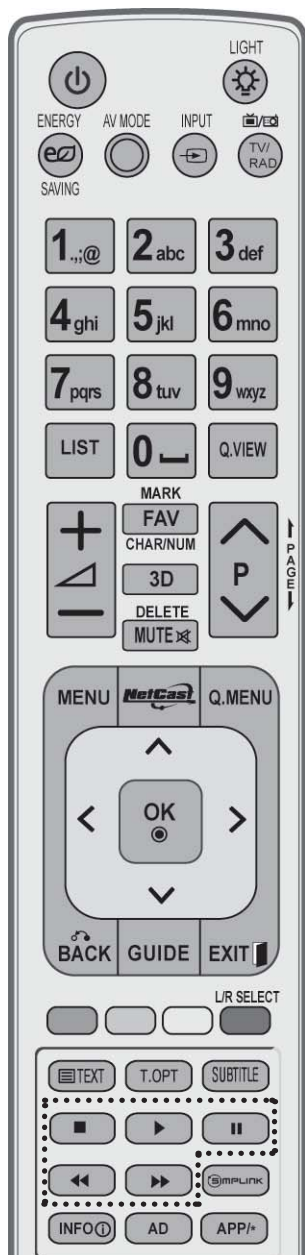 LIGHT
ENERGY AV MODE INPUT
TV/
RAD
SAVING
1.,;@ 2abc 3def
4ghi 5jkl 6mno
7pqrs 8tuv 9wxyz
LIST 0 Q.VIEW
MARK
FAV
CHAR/NUM
3D
P
PAGE
DELETE
MUTE
MENU NetCast Q.MENU
OK
BACK GUIDE EXIT
L/R SELECT
TEXT T.OPT SUBTITLE
SIMPLINK
INFO AD APP/*